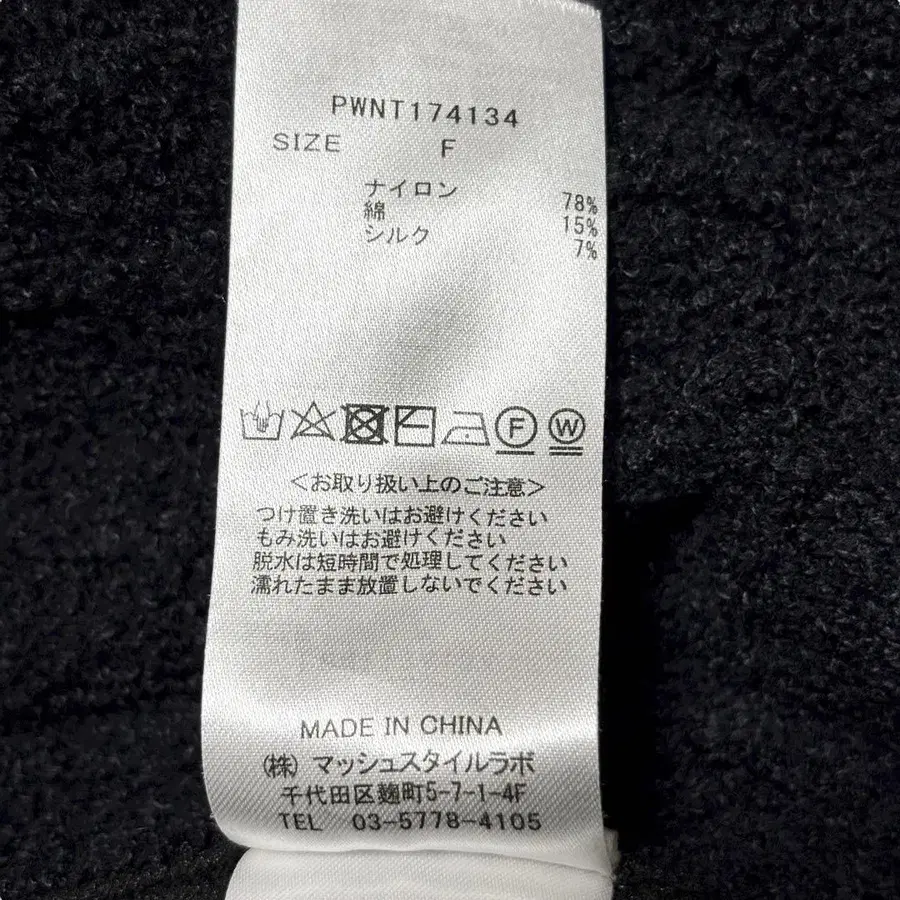 PWNT174134
SIZE F
ナイロン 78%
綿 15%
シルク 7%
F W
<お取り扱い上のご注意>
つけ置き洗いはお避けください
もみ洗いはお避けください
脱水は短時間で処理してください
濡れたまま放置しないでください
MADE IN CHINA
(株) マッシュスタイルラボ
千代田区麹町5-7-1-4F
TEL 03-5778-4105